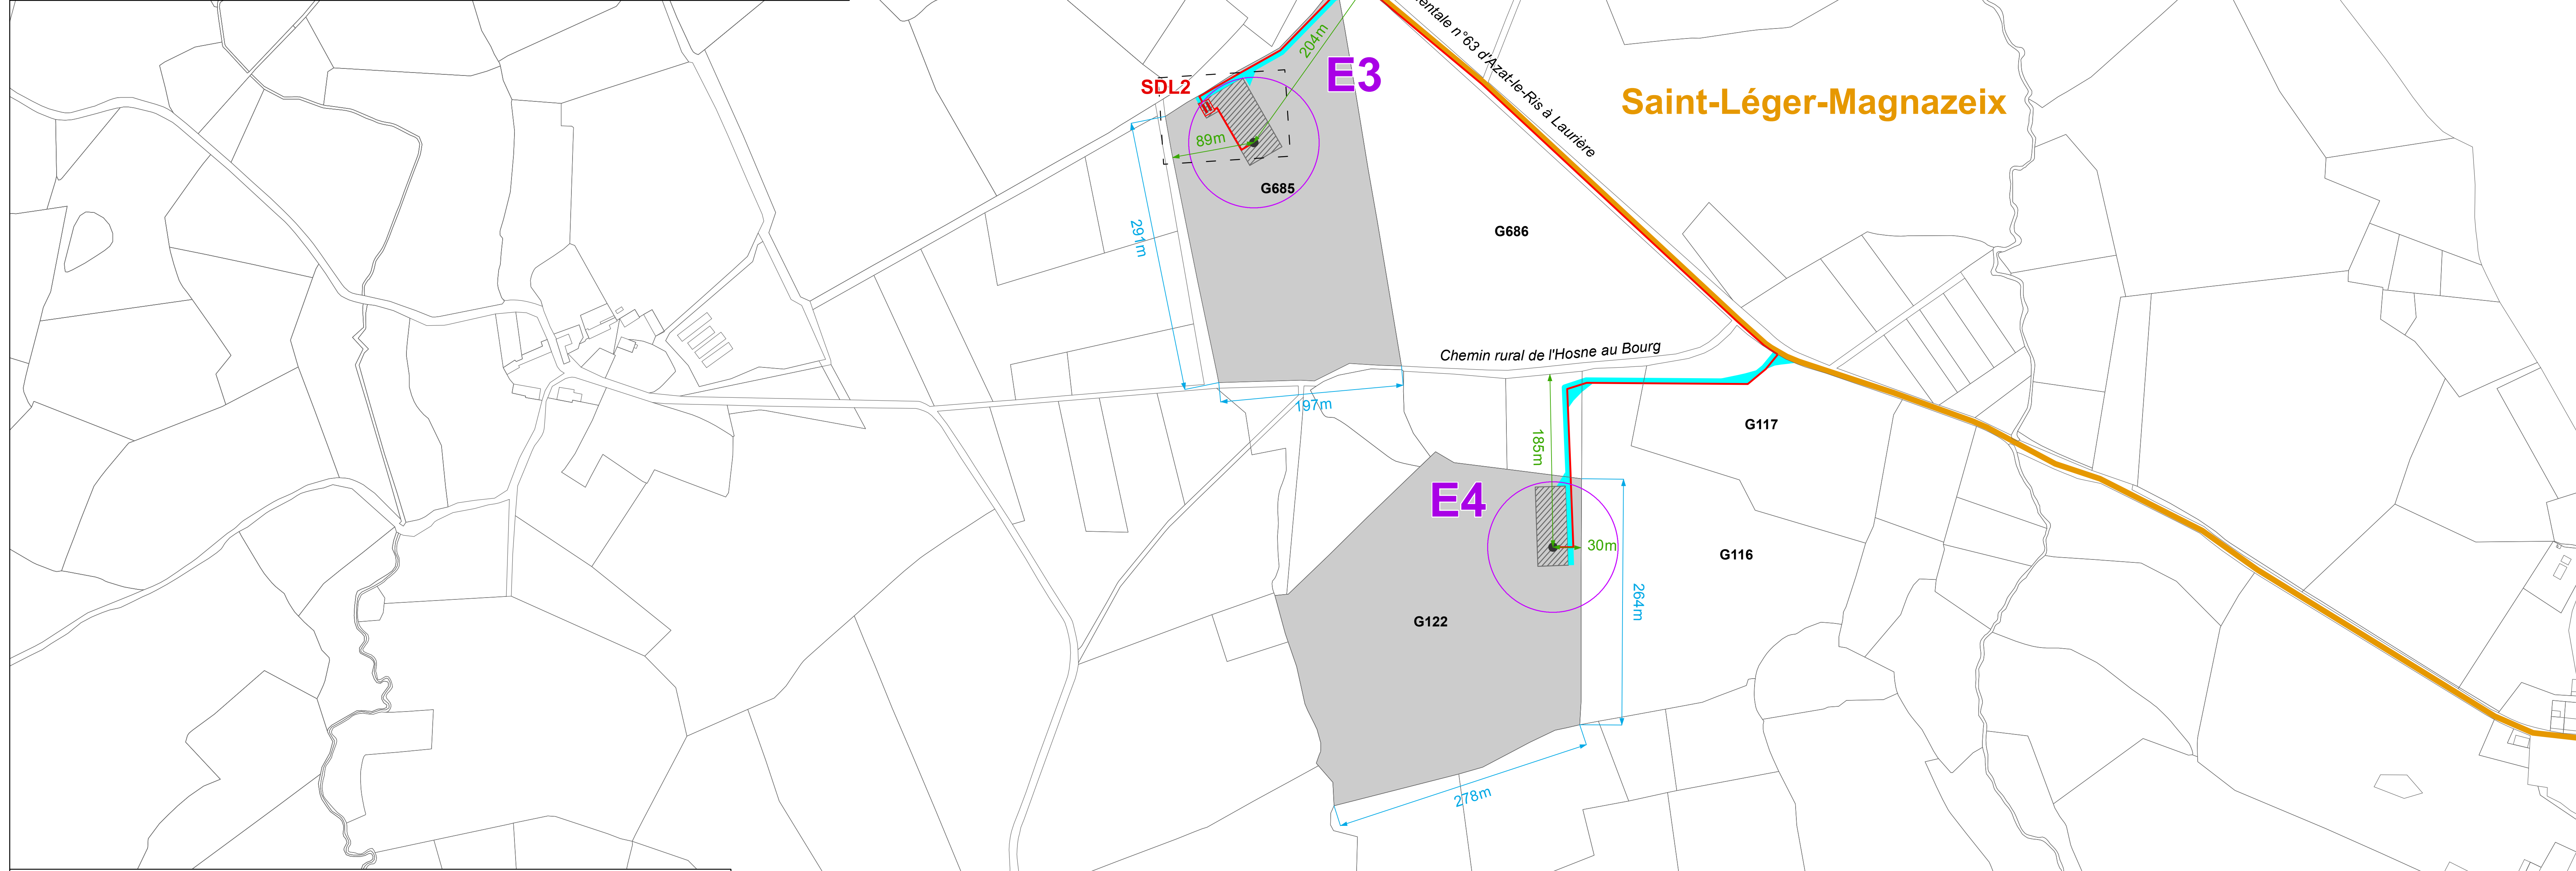 entale n°63 d'Azat-le-Ris à Laurière
204m
E3
SDL2
Saint-Léger-Magnazeix
89m
G685
291m
G686
Chemin rural de l'Hosne au Bourg
197m
G117
185m
E4
30m
G116
264m
G122
278m